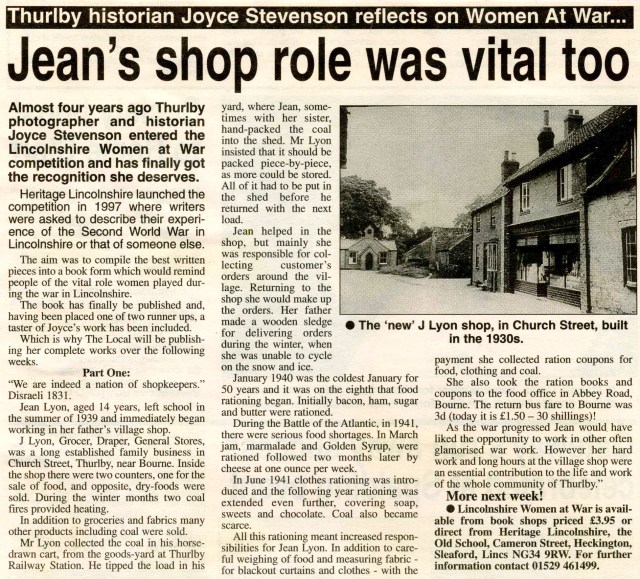 Thurlby historian Joyce Stevenson reflects on Women At War...
Jean's shop role was vital too
Almost four years ago Thurlby
photographer and historian
Joyce Stevenson entered the
Lincolnshire Women at War
competition and has finally got
the recognition she deserves.
Heritage Lincolnshire launched the
competition in 1997 where writers
were asked to describe their experi-
ence of the Second World War in
Lincolnshire or that of someone else.
The aim was to compile the best written
pieces into a book form which would remind
people of the vital role women played dur-
ing the war in Lincolnshire.
The book has finally be published and,
having been placed one of two runner ups, a
taster of Joyce's work has been included.
Which is why The Local will be publish-
ing her complete works over the following
weeks.
Part One:
"We are indeed a nation of shopkeepers."
Disraeli 1831.
Jean Lyon, aged 14 years, left school in
the summer of 1939 and immediately began
working in her father's village shop.
J Lyon, Grocer, Draper, General Stores,
was a long established family business in
Church Street, Thurlby, near Bourne. Inside
the shop there were two counters, one for the
sale of food, and opposite, dry-foods were
sold. During the winter months two coal
fires provided heating.
In addition to groceries and fabrics many
other products including coal were sold.
Mr Lyon collected the coal in his horse-
drawn cart, from the goods-yard at Thurlby
Railway Station. He tipped the load in his
yard, where Jean, some-
times with her sister,
hand-packed the coal
into the shed. Mr Lyon
insisted that it should be
packed piece-by-piece,
as more could be stored.
All of it had to be put in
the shed before he
returned with the next
load.
Jean helped in the
shop, but mainly she
was responsible for col-
lecting customer's
orders around the vil-
lage. Returning to the
shop she would make up
the orders. Her father
made a wooden sledge
for delivering orders
during the winter, when
she was unable to cycle
on the snow and ice.
January 1940 was the coldest January for
50 years and it was on the eighth that food
rationing began. Initially bacon, ham, sugar
and butter were rationed.
During the Battle of the Atlantic, in 1941,
there were serious food shortages. In March
jam, marmalade and Golden Syrup, were
rationed followed two months later by
cheese at one ounce per week.
In June 1941 clothes rationing was intro-
duced and the following year rationing was
extended even further, covering soap,
sweets and chocolate. Coal also became
scarce.
All this rationing meant increased respon-
sibilities for Jean Lyon. In addition to care-
ful weighing of food and measuring fabric -
for blackout curtains and clothes - with the
● The 'new' J Lyon shop, in Church Street, built
in the 1930s.
payment she collected ration coupons for
food, clothing and coal.
She also took the ration books and
coupons to the food office in Abbey Road,
Bourne. The return bus fare to Bourne was
3d (today it is £1.50 – 30 shillings)!
As the war progressed Jean would have
liked the opportunity to work in other often
glamorised war work. However her hard
work and long hours at the village shop were
an essential contribution to the life and work
of the whole community of Thurlby."
More next week!
● Lincolnshire Women at War is avail-
able from book shops priced £3.95 or
direct from Heritage Lincolnshire, the
Old School, Cameron Street, Heckington,
Sleaford, Lincs NG34 9RW. For further
information contact 01529 461499.